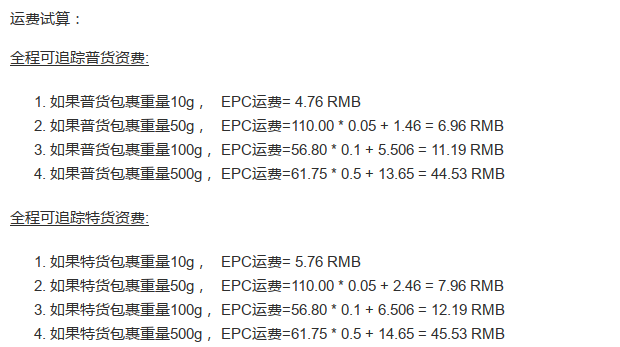 运费试算：
全程可追踪普货资费:
1. 如果普货包裹重量10g ， EPC运费= 4.76 RMB
2. 如果普货包裹重量50g ， EPC运费=110.00 * 0.05 + 1.46 = 6.96 RMB
3. 如果普货包裹重量100g ，EPC运费=56.80 * 0.1 + 5.506 = 11.19 RMB
4. 如果普货包裹重量500g ，EPC运费=61.75 * 0.5 + 13.65 = 44.53 RMB
全程可追踪特货资费:
1. 如果特货包裹重量10g ， EPC运费= 5.76 RMB
2. 如果特货包裹重量50g ， EPC运费=110.00 * 0.05 + 2.46 = 7.96 RMB
3. 如果特货包裹重量100g ，EPC运费=56.80 * 0.1 + 6.506 = 12.19 RMB
4. 如果特货包裹重量500g ，EPC运费=61.75 * 0.5 + 14.65 = 45.53 RMB